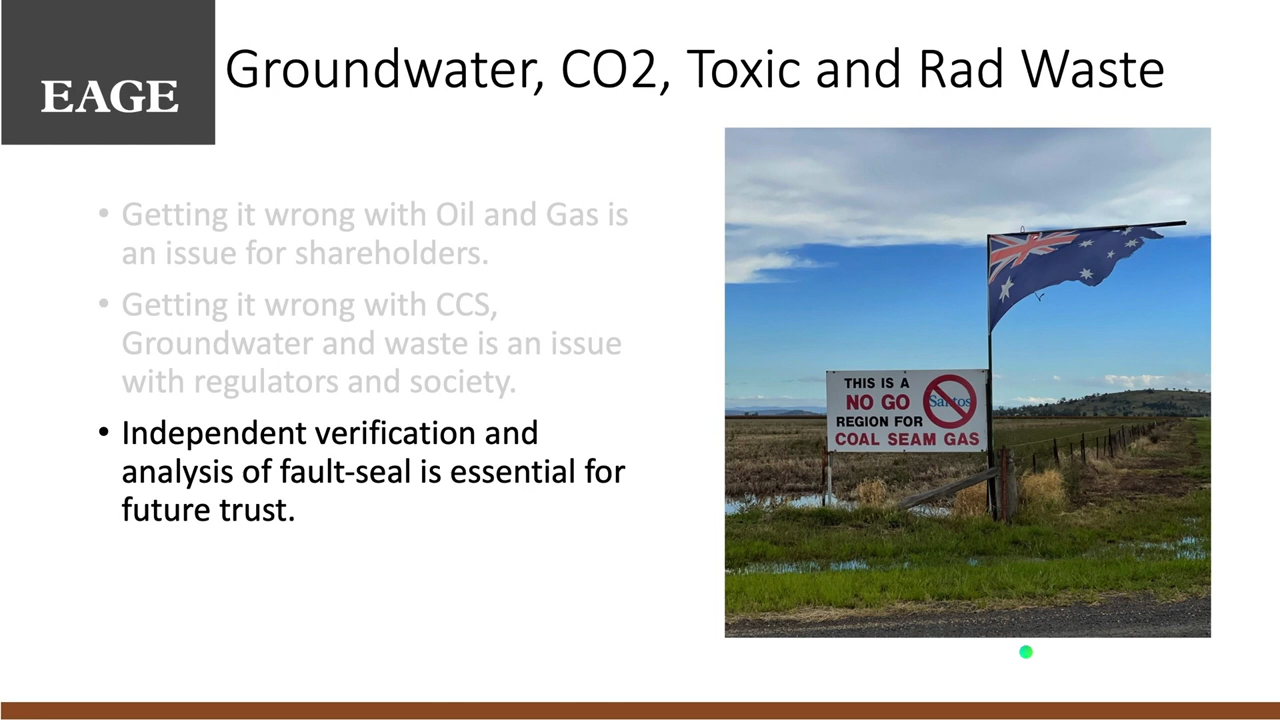 EAGE
Groundwater, CO2, Toxic and Rad Waste
• Getting it wrong with Oil and Gas is
an issue for shareholders.
• Getting it wrong with CCS,
Groundwater and waste is an issue
with regulators and society.
• Independent verification and
analysis of fault-seal is essential for
future trust.
THIS IS A
NO GO
Santos
REGION FOR
COAL SEAM GAS